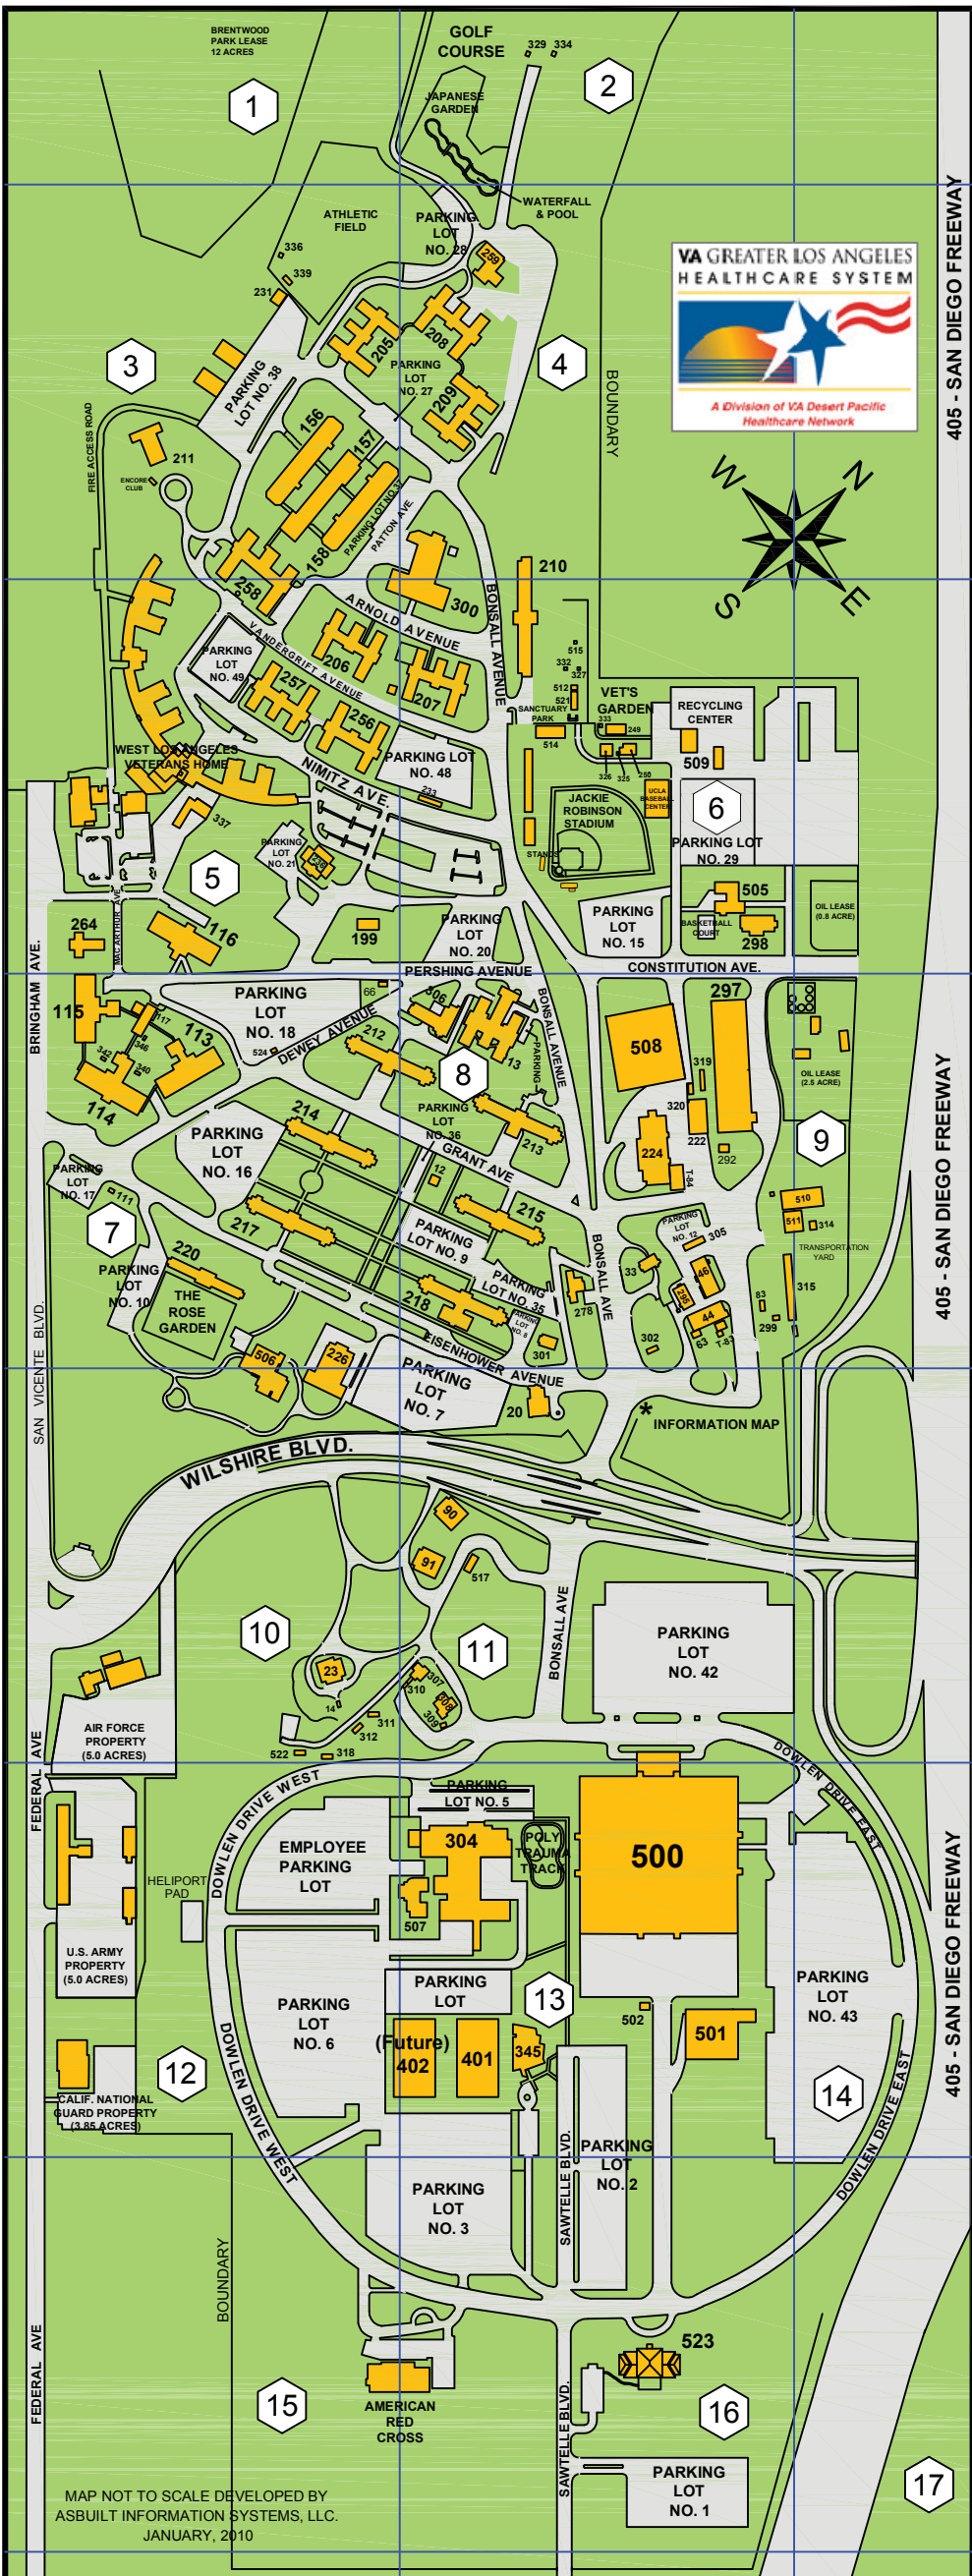 BRENTWOOD
PARK LEASE
12 ACRES
GOLF
COURSE
329
334
1
2
JAPANESE
GARDEN
WATERFALL
& POOL
ATHLETIC
FIELD
PARKING
LOT
NO. 28
259
336
339
231
VA GREATER LOS ANGELES
HEALTHCARE SYSTEM
A Division of VA Desert Pacific
Healthcare Network
405 - SAN DIEGO FREEWAY
205
208
PARKING
LOT
NO. 27
209
3
4
PARKING
LOT NO. 38
BOUNDARY
FIRE ACCESS ROAD
211
ENCORE
CLUB
156
157
158
PARKING LOT NO.37
PATTON AVE.
W
N
S
E
258
300
210
BONSALL AVENUE
ARNOLD AVENUE
VANDERGRIFT AVENUE
PARKING
LOT
NO. 49
206
207
257
256
515
332
327
512
521
SANCTUARY
PARK
514
VET'S
GARDEN
333
249
326
325
250
RECYCLING
CENTER
509
WEST LOS ANGELES
VETERANS HOME
NIMITZ AVE.
PARKING LOT
NO. 48
233
337
UCLA
BASEBALL
CENTER
JACKIE
ROBINSON
STADIUM
STANDS
6
PARKING LOT
NO. 29
PARKING
LOT
NO. 21
236
5
505
BASKETBALL
COURT
298
OIL LEASE
(0.8 ACRE)
264
MAC ARTHUR AVE
116
199
PARKING
LOT
NO. 20
PARKING
LOT
NO. 15
BRINGHAM AVE.
PERSHING AVENUE
CONSTITUTION AVE.
115
117
113
346
342
340
114
PARKING
LOT
NO. 18
66
524
DEWEY AVENUE
306
13
PARKING
BONSALL AVENUE
212
8
508
297
319
320
222
224
T-84
292
OIL LEASE
(2.5 ACRE)
9
405 - SAN DIEGO FREEWAY
PARKING
LOT
NO. 16
214
PARKING
LOT
NO. 36
213
GRANT AVE
12
PARKING
LOT
NO. 17
111
7
217
215
PARKING
LOT NO. 9
PARKING
LOT NO. 12
305
510
511
314
TRANSPORTATION
YARD
315
PARKING
LOT
NO. 10
220
THE
ROSE
GARDEN
218
PARKING
LOT NO. 35
PARKING
LOT
NO. 8
278
BONSALL AVE
33
46
295
44
63
T-83
83
299
302
301
SAN VICENTE BLVD.
506
226
EISENHOWER AVENUE
PARKING
LOT
NO. 7
20
* INFORMATION MAP
WILSHIRE BLVD.
90
91
517
10
11
BONSALL AVE
PARKING
LOT
NO. 42
23
14
307
310
308
309
311
312
522
318
AIR FORCE
PROPERTY
(5.0 ACRES)
FEDERAL AVE
DOWLEN DRIVE WEST
DOWLEN DRIVE EAST
PARKING
LOT NO. 5
EMPLOYEE
PARKING
LOT
304
POLY
TRAUMA
TRACK
500
507
HELIPORT
PAD
U.S. ARMY
PROPERTY
(5.0 ACRES)
405 - SAN DIEGO FREEWAY
PARKING
LOT
NO. 6
PARKING
LOT
13
PARKING
LOT
NO. 43
502
501
(Future)
402
401
345
12
14
CALIF. NATIONAL
GUARD PROPERTY
(3.85 ACRES)
DOWLEN DRIVE WEST
DOWLEN DRIVE EAST
PARKING
LOT
NO. 2
PARKING
LOT
NO. 3
SAWTELLE BLVD.
BOUNDARY
FEDERAL AVE
523
15
AMERICAN
RED
CROSS
16
SAWTELLE BLVD.
PARKING
LOT
NO. 1
17
MAP NOT TO SCALE DEVELOPED BY
ASBUILT INFORMATION SYSTEMS, LLC.
JANUARY, 2010